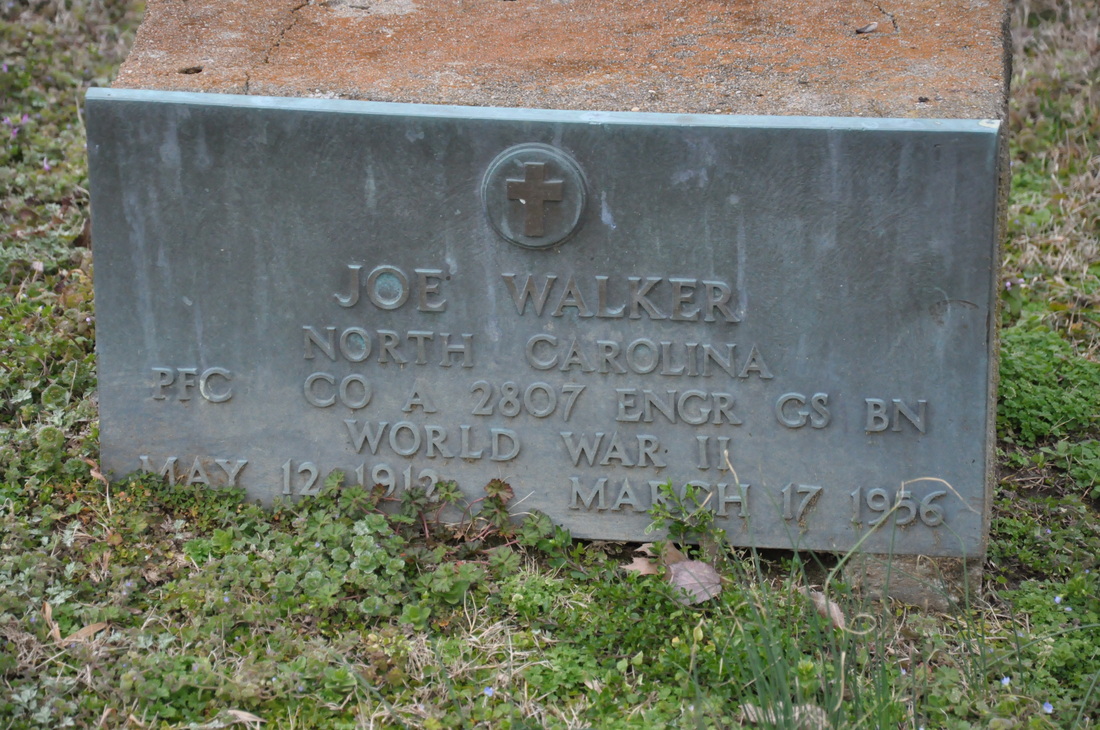 JOE WALKER
NORTH CAROLINA
PFC CO A 2807 ENGR GS BN
WORLD WAR II
MAY 12 1912 MARCH 17 1956